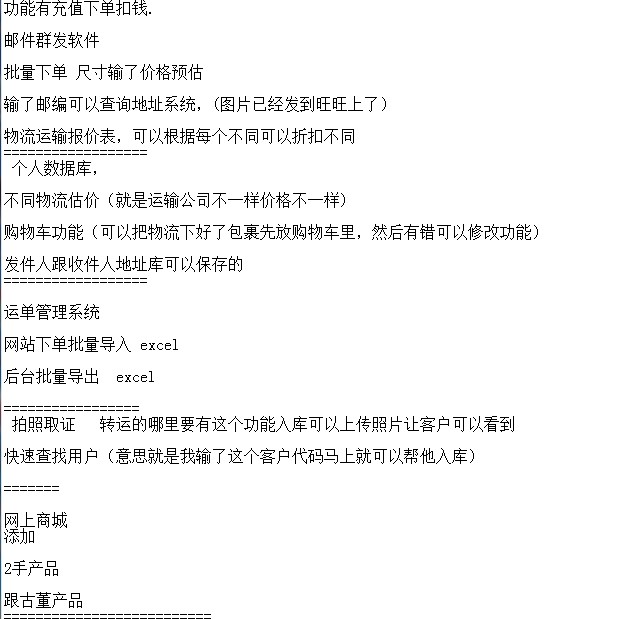 功能有充值下单扣钱.
邮件群发软件
批量下单 尺寸输了价格预估
输了邮编可以查询地址系统，(图片已经发到旺旺上了）
物流运输报价表，可以根据每个不同可以折扣不同
==================
个人数据库，
不同物流估价（就是运输公司不一样价格不一样）
购物车功能（可以把物流下好了包裹先放购物车里，然后有错可以修改功能）
发件人跟收件人地址库可以保存的
==================
运单管理系统
网站下单批量导入 excel
后台批量导出  excel
=================
拍照取证   转运的哪里要有这个功能入库可以上传照片让客户可以看到
快速查找用户（意思就是我输了这个客户代码马上就可以帮他入库）
=======
网上商城
添加
2手产品
跟古董产品
==========================